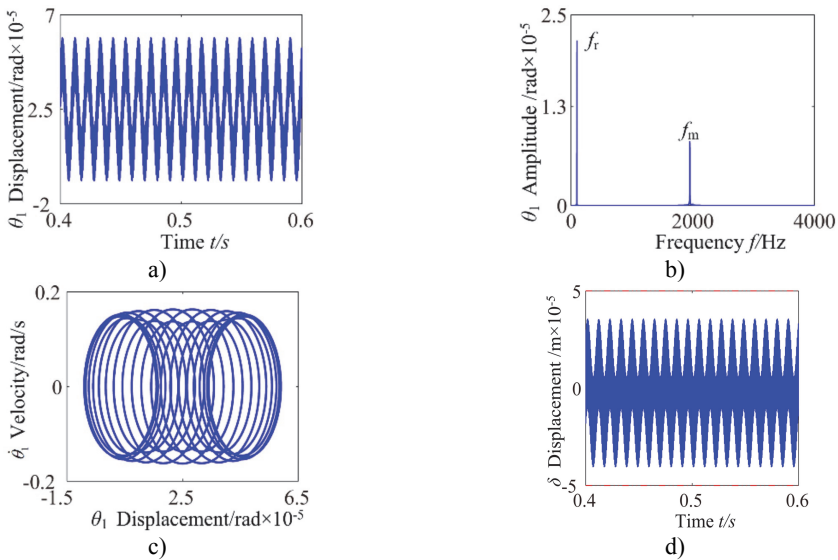 7
2.5
-2
θ₁ Displacement/rad×10⁻⁵
0.4 0.5 0.6
Time t/s
a)
2.5
1.3
0
θ₁ Amplitude /rad×10⁻⁵
fᵣ
fₘ
0 2000 4000
Frequency f/Hz
b)
0.2
0
-0.2
θ̇₁ Velocity/rad/s
-1.5 2.5 6.5
θ₁ Displacement/rad×10⁻⁵
c)
5
0
-5
δ Displacement /m×10⁻⁵
0.4 0.5 0.6
Time t/s
d)